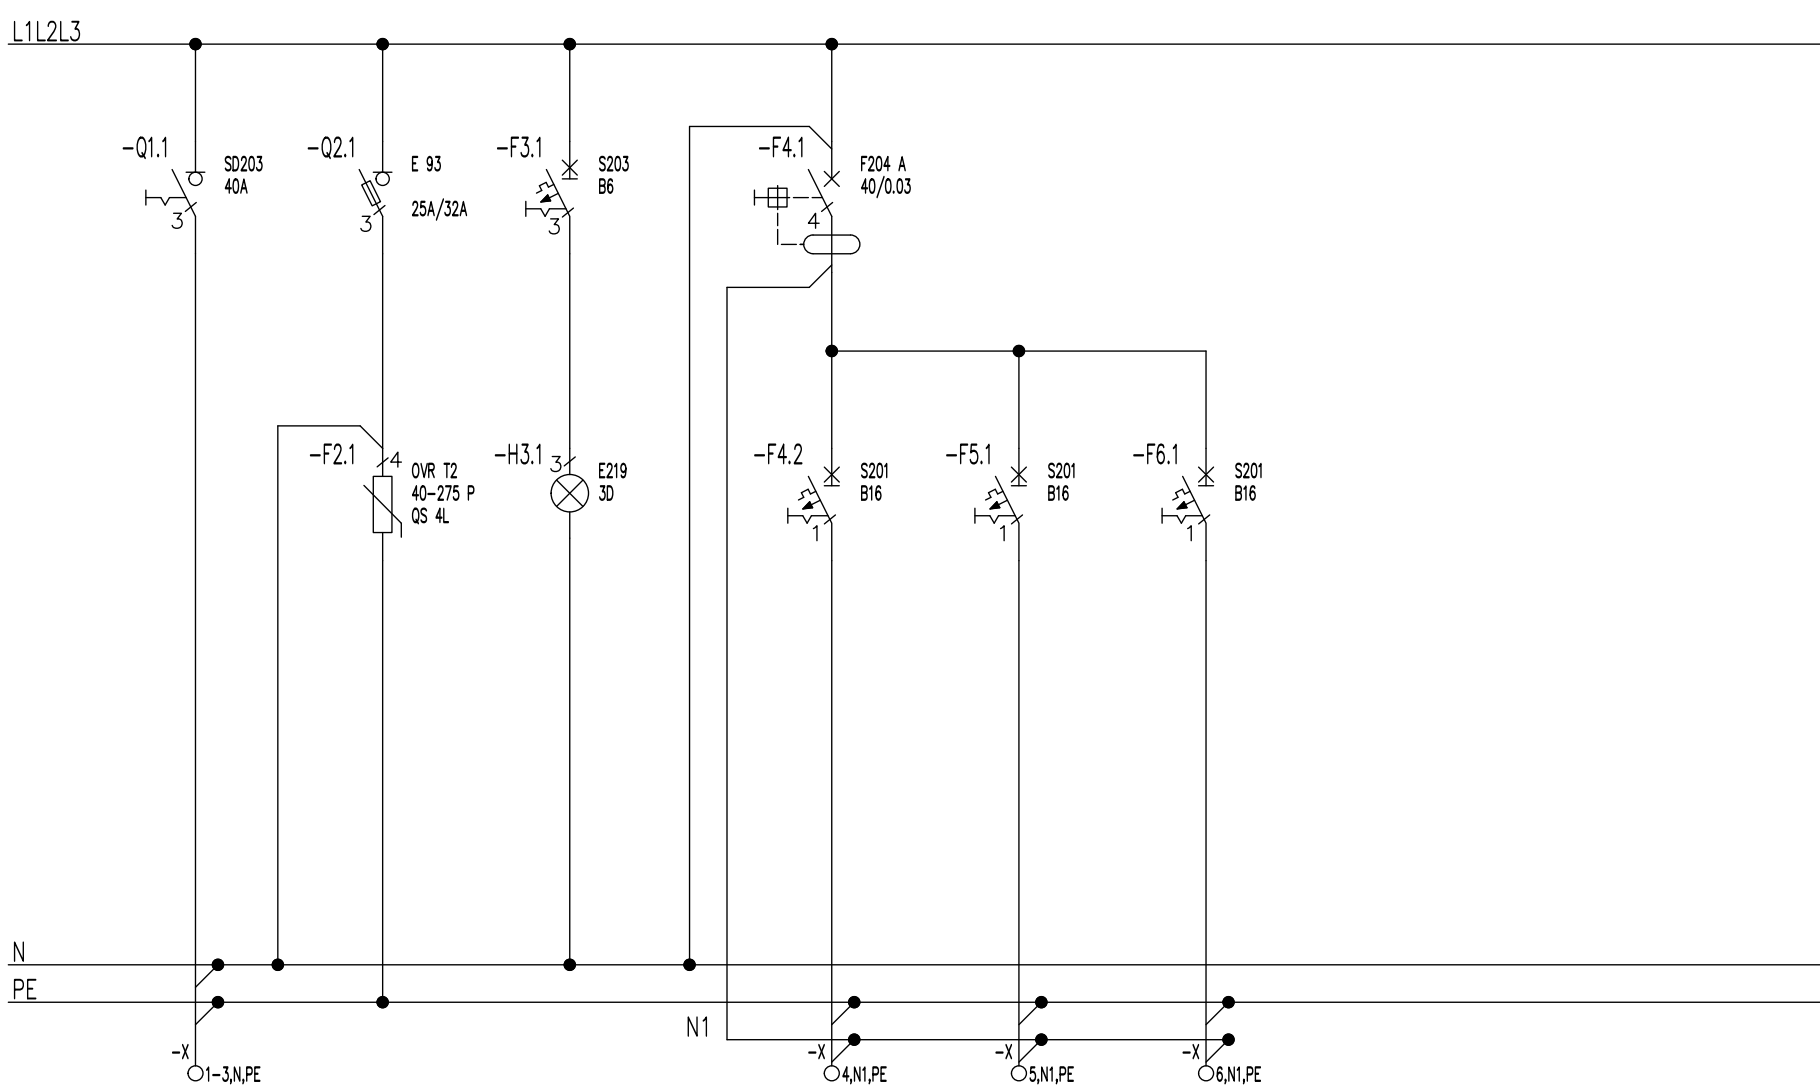 L1L2L3
-Q1.1
SD203
40A
3
-Q2.1
E 93
25A/32A
3
-F3.1
S203
B6
3
-F4.1
F204 A
40/0.03
4
-F2.1
4
OVR T2
40-275 P
QS 4L
-H3.1
3
E219
3D
-F4.2
S201
B16
1
-F5.1
S201
B16
1
-F6.1
S201
B16
1
N
PE
N1
-X
1-3,N,PE
-X
4,N1,PE
-X
5,N1,PE
-X
6,N1,PE